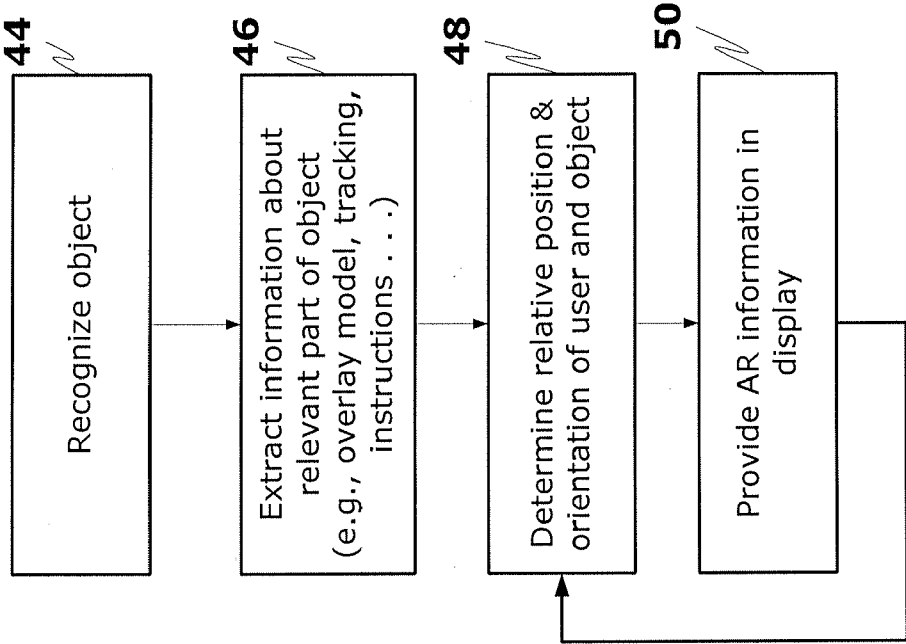 44
Recognize object
46
Extract information about
relevant part of object
(e.g., overlay model, tracking,
instructions . . .)
48
Determine relative position &
orientation of user and object
50
Provide AR information in
display